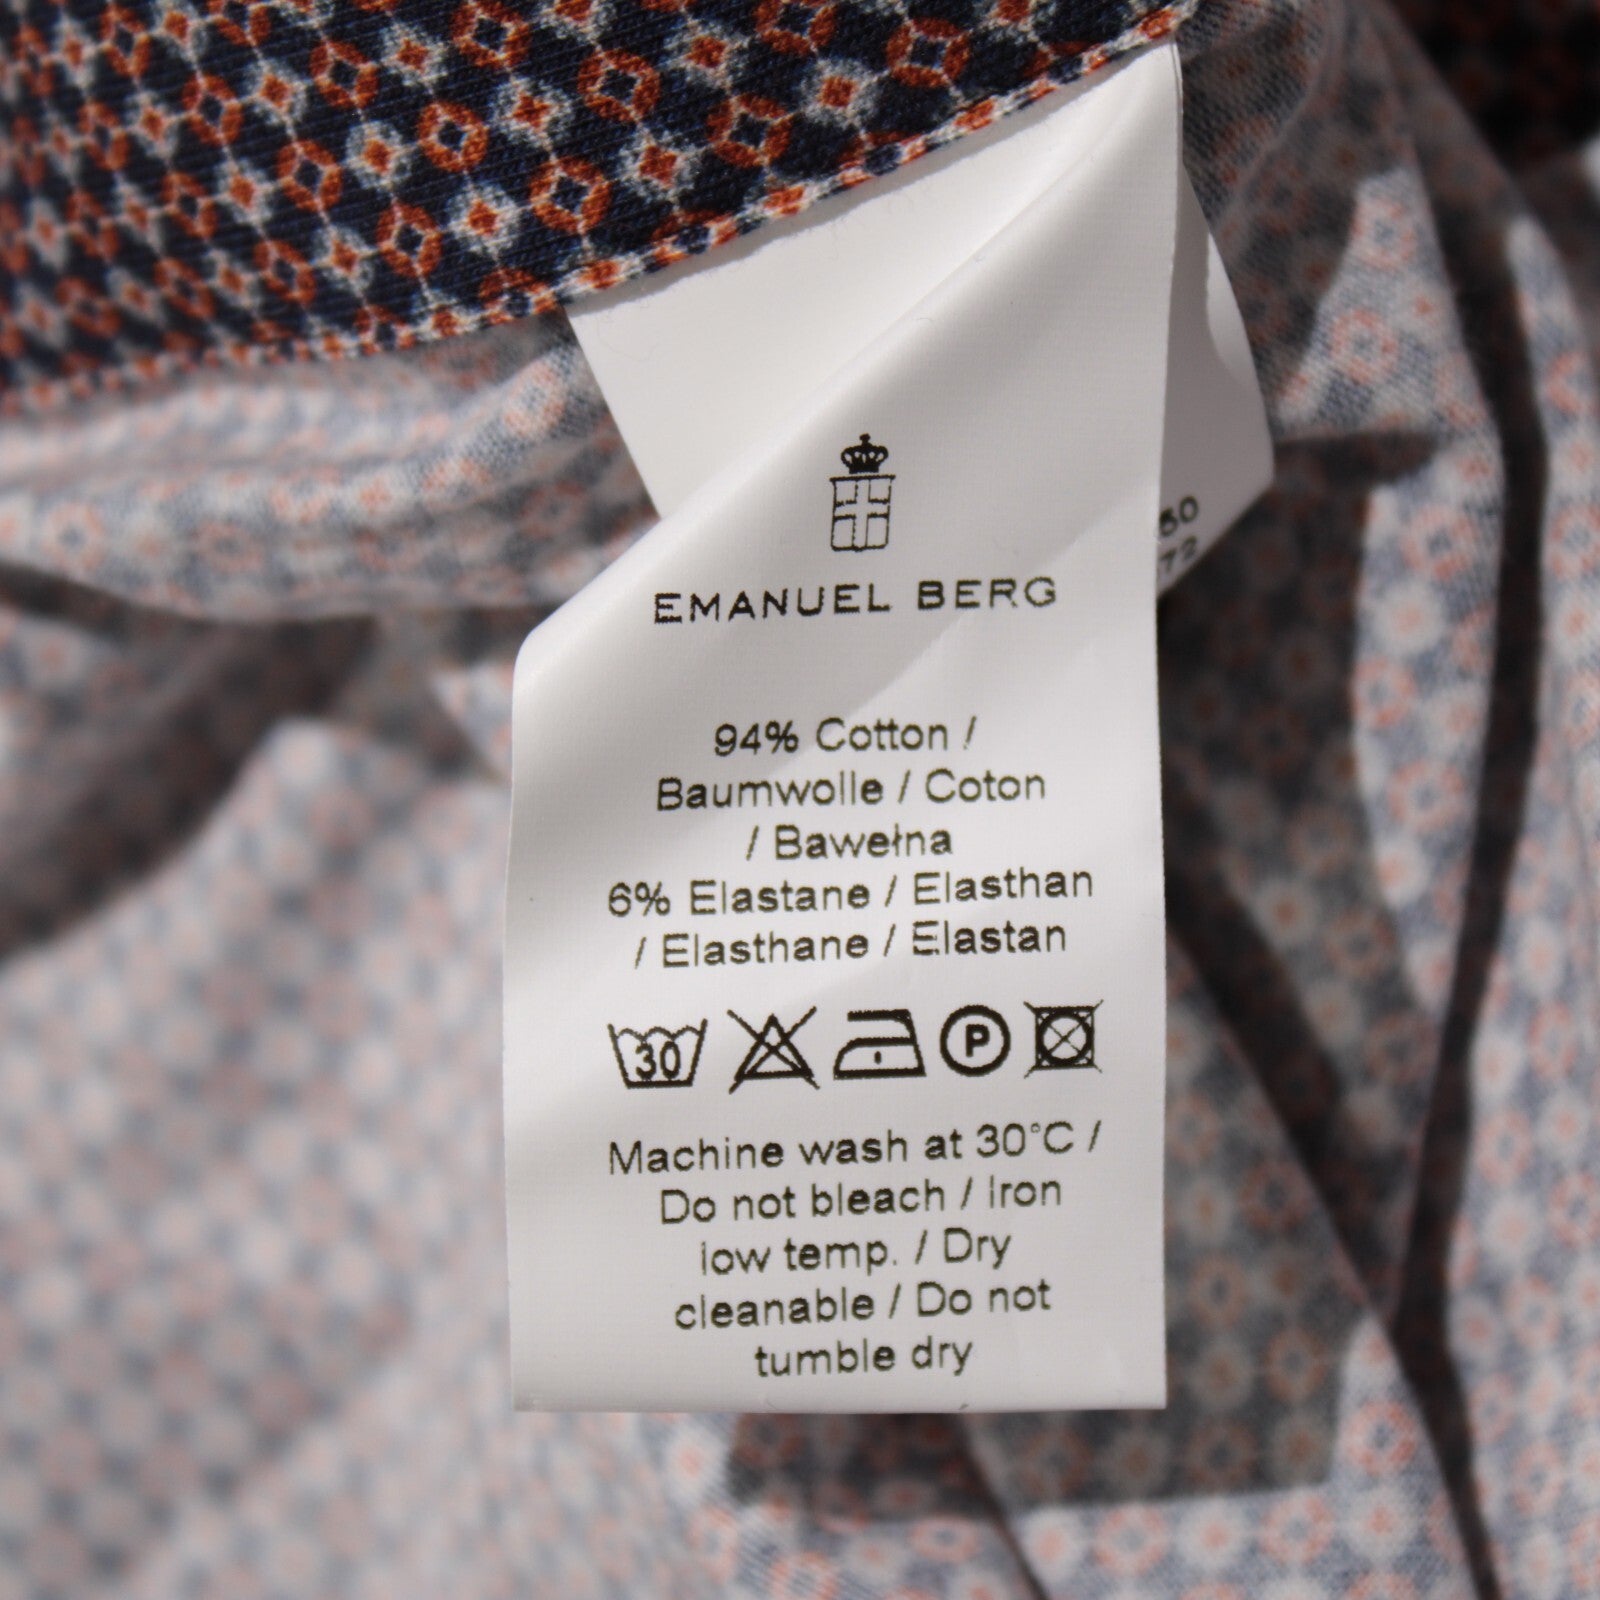 EMANUEL BERG
94% Cotton /
Baumwolle / Coton
/ Bawełna
6% Elastane / Elasthan
/ Elasthane / Elastan
30 P
Machine wash at 30°C /
Do not bleach / Iron
low temp. / Dry
cleanable / Do not
tumble dry
72